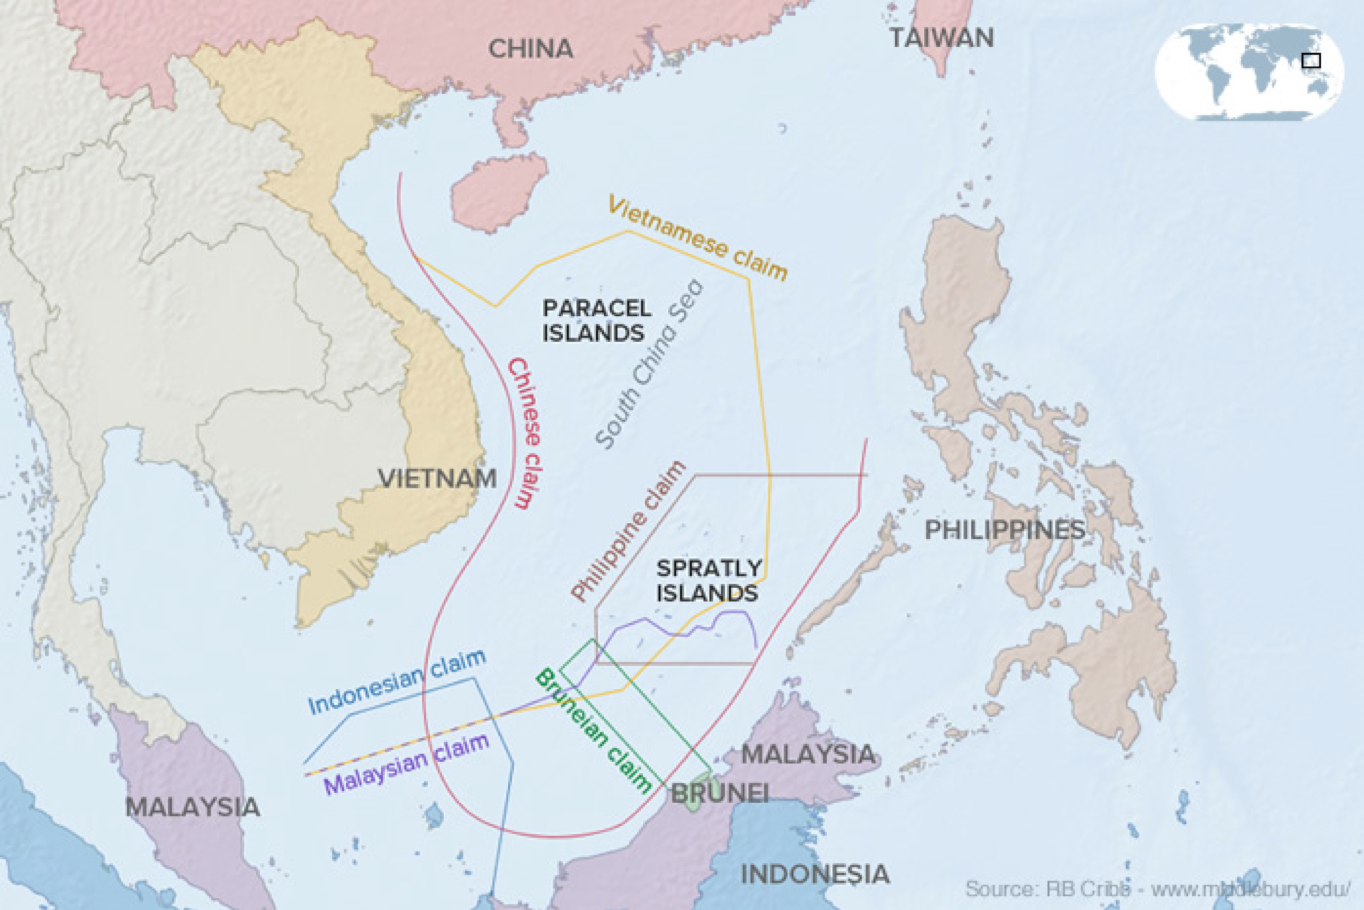 CHINA
TAIWAN
Vietnamese claim
PARACEL
ISLANDS
South China Sea
Chinese claim
VIETNAM
Philippine claim
PHILIPPINES
SPRATLY
ISLANDS
Indonesian claim
Bruneian claim
Malaysian claim
MALAYSIA
BRUNEI
MALAYSIA
INDONESIA
Source: RB Cribb - www.middlebury.edu/